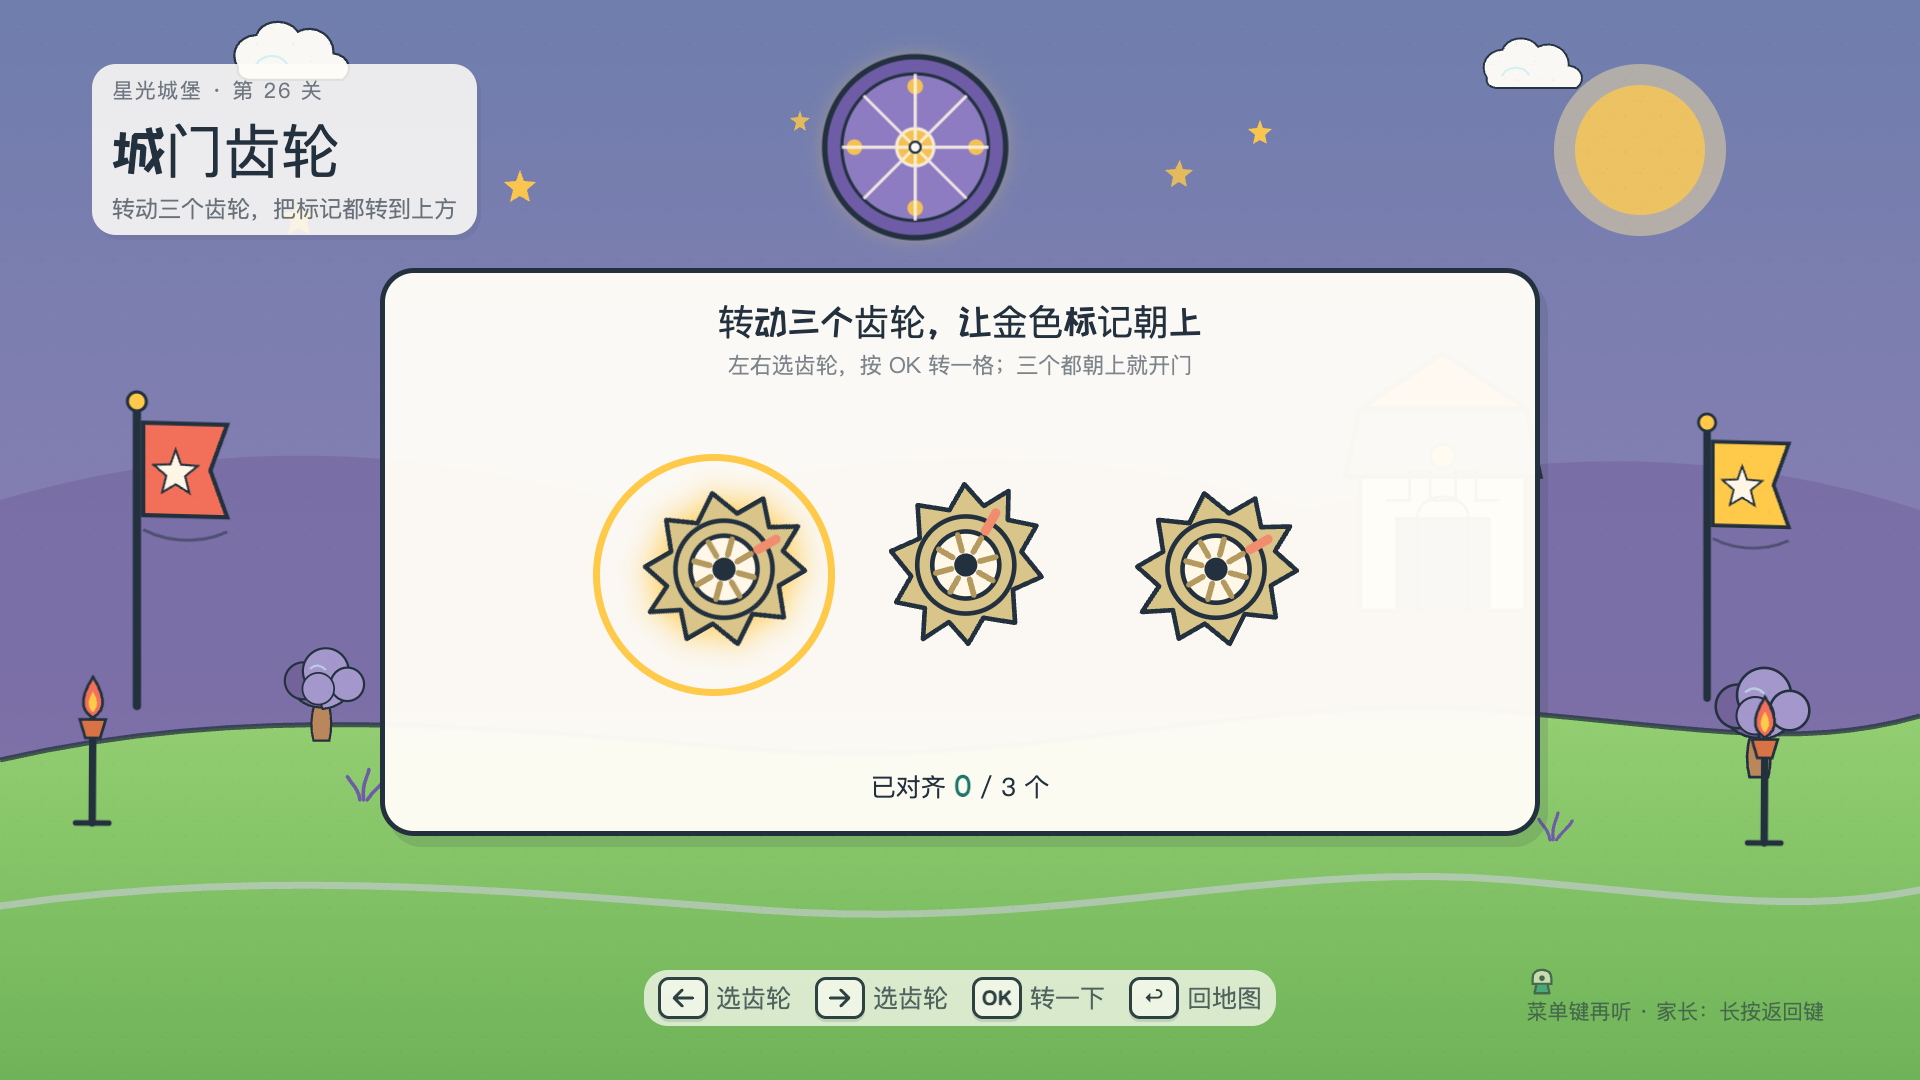 星光城堡 · 第 26 关
城门齿轮
转动三个齿轮，把标记都转到上方
转动三个齿轮，让金色标记朝上
左右选齿轮，按 OK 转一格；三个都朝上就开门
已对齐 0 / 3 个
← 选齿轮 → 选齿轮 OK 转一下 ↩ 回地图
菜单键再听 · 家长：长按返回键